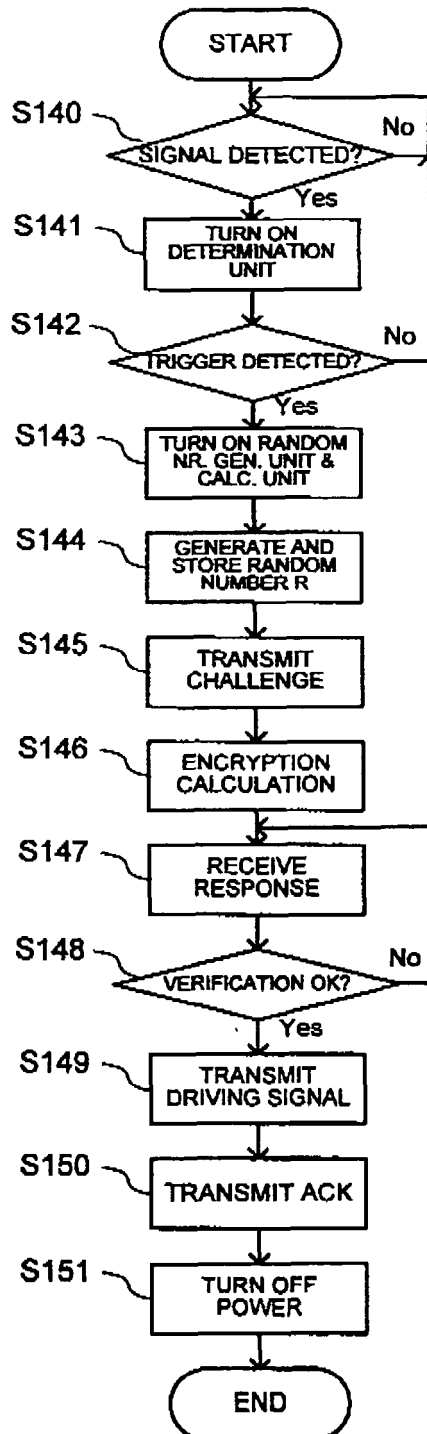 START
S140
SIGNAL DETECTED?
No
Yes
S141
TURN ON
DETERMINATION
UNIT
S142
TRIGGER DETECTED?
No
Yes
S143
TURN ON RANDOM
NR. GEN. UNIT &
CALC. UNIT
S144
GENERATE AND
STORE RANDOM
NUMBER R
S145
TRANSMIT
CHALLENGE
S146
ENCRYPTION
CALCULATION
S147
RECEIVE
RESPONSE
S148
VERIFICATION OK?
No
Yes
S149
TRANSMIT
DRIVING SIGNAL
S150
TRANSMIT ACK
S151
TURN OFF
POWER
END